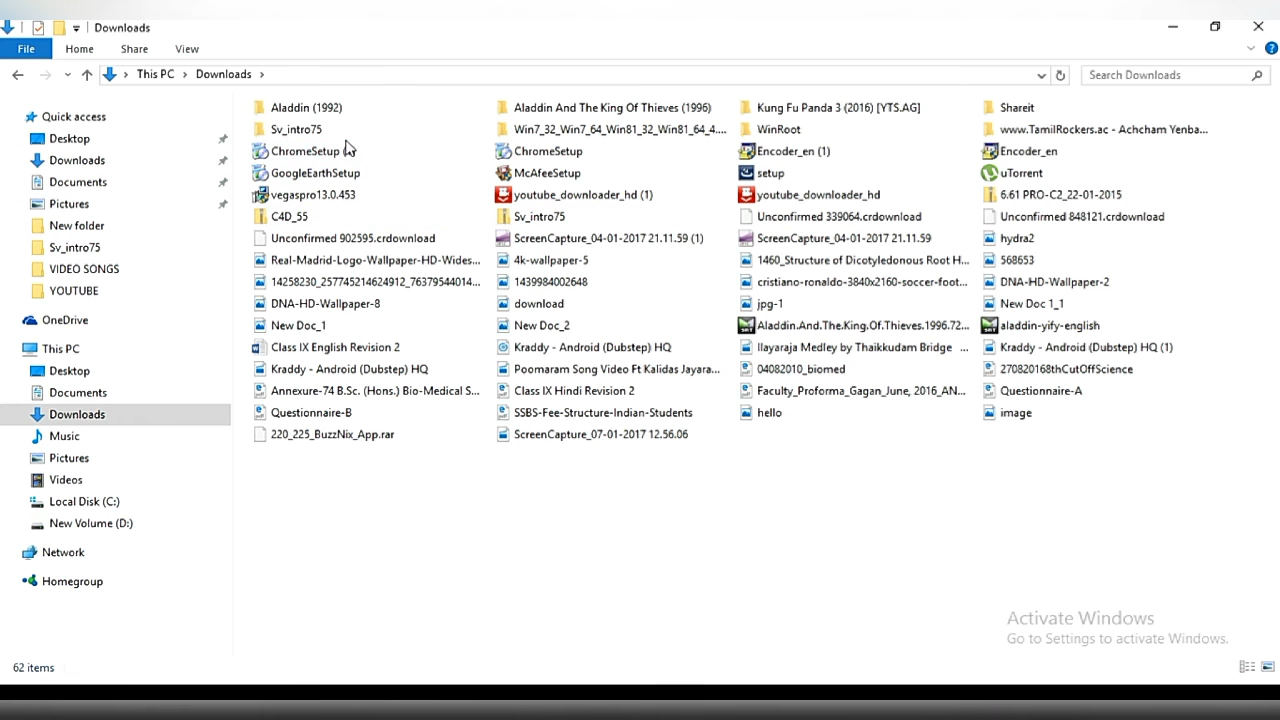 Downloads
File Home Share View
This PC Downloads
Search Downloads
Quick access
Desktop
Downloads
Documents
Pictures
New folder
Sv_intro75
VIDEO SONGS
YOUTUBE
OneDrive
This PC
Desktop
Documents
Downloads
Music
Pictures
Videos
Local Disk (C:)
New Volume (D:)
Network
Homegroup
Aladdin (1992) Aladdin And The King Of Thieves (1996) Kung Fu Panda 3 (2016) [YTS.AG] Shareit
Sv_intro75 Win7_32_Win7_64_Win81_32_Win81_64_4.... WinRoot www.TamilRockers.ac - Achcham Yenba...
ChromeSetup ChromeSetup Encoder_en (1) Encoder_en
GoogleEarthSetup McAfeeSetup setup uTorrent
vegaspro13.0.453 youtube_downloader_hd (1) youtube_downloader_hd 6.61 PRO-C2_22-01-2015
C4D_55 Sv_intro75 Unconfirmed 339064.crdownload Unconfirmed 848121.crdownload
Unconfirmed 902595.crdownload ScreenCapture_04-01-2017 21.11.59 (1) ScreenCapture_04-01-2017 21.11.59 hydra2
Real-Madrid-Logo-Wallpaper-HD-Wides... 4k-wallpaper-5 1460_Structure of Dicotyledonous Root H... 568653
14258230_257745214624912_76379544014... 1439984002648 cristiano-ronaldo-3840x2160-soccer-foot... DNA-HD-Wallpaper-2
DNA-HD-Wallpaper-8 download jpg-1 New Doc 1_1
New Doc_1 New Doc_2 Aladdin.And.The.King.Of.Thieves.1996.72... aladdin-yify-english
Class IX English Revision 2 Kraddy - Android (Dubstep) HQ Ilayaraja Medley by Thaikkudam Bridge ... Kraddy - Android (Dubstep) HQ (1)
Kraddy - Android (Dubstep) HQ Poomaram Song Video Ft Kalidas Jayara... 04082010_biomed 270820168thCutOffScience
Annexure-74 B.Sc. (Hons.) Bio-Medical S... Class IX Hindi Revision 2 Faculty_Proforma_Gagan_June, 2016_AN... Questionnaire-A
Questionnaire-B SSBS-Fee-Structure-Indian-Students hello image
220_225_BuzzNix_App.rar ScreenCapture_07-01-2017 12.56.06
Activate Windows
Go to Settings to activate Windows.
62 items